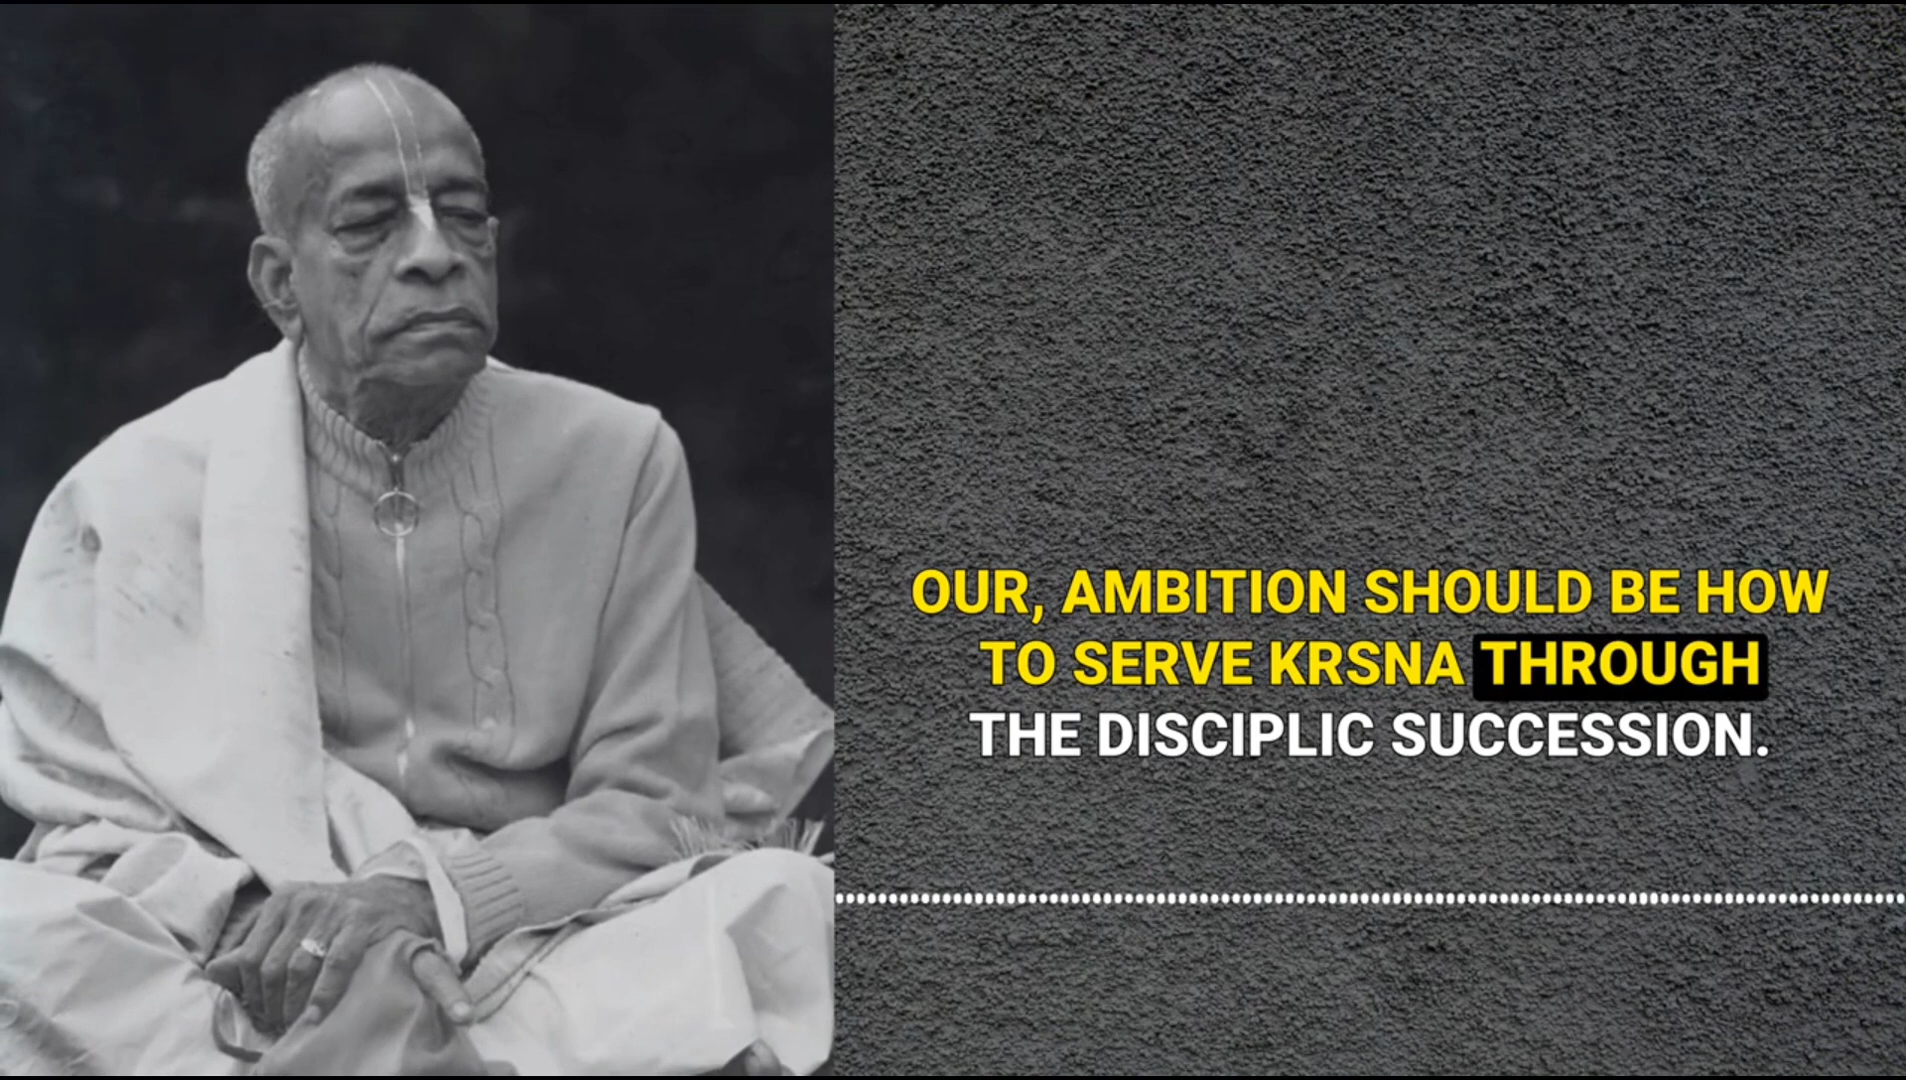 OUR, AMBITION SHOULD BE HOW
TO SERVE KRSNA THROUGH
THE DISCIPLIC SUCCESSION.